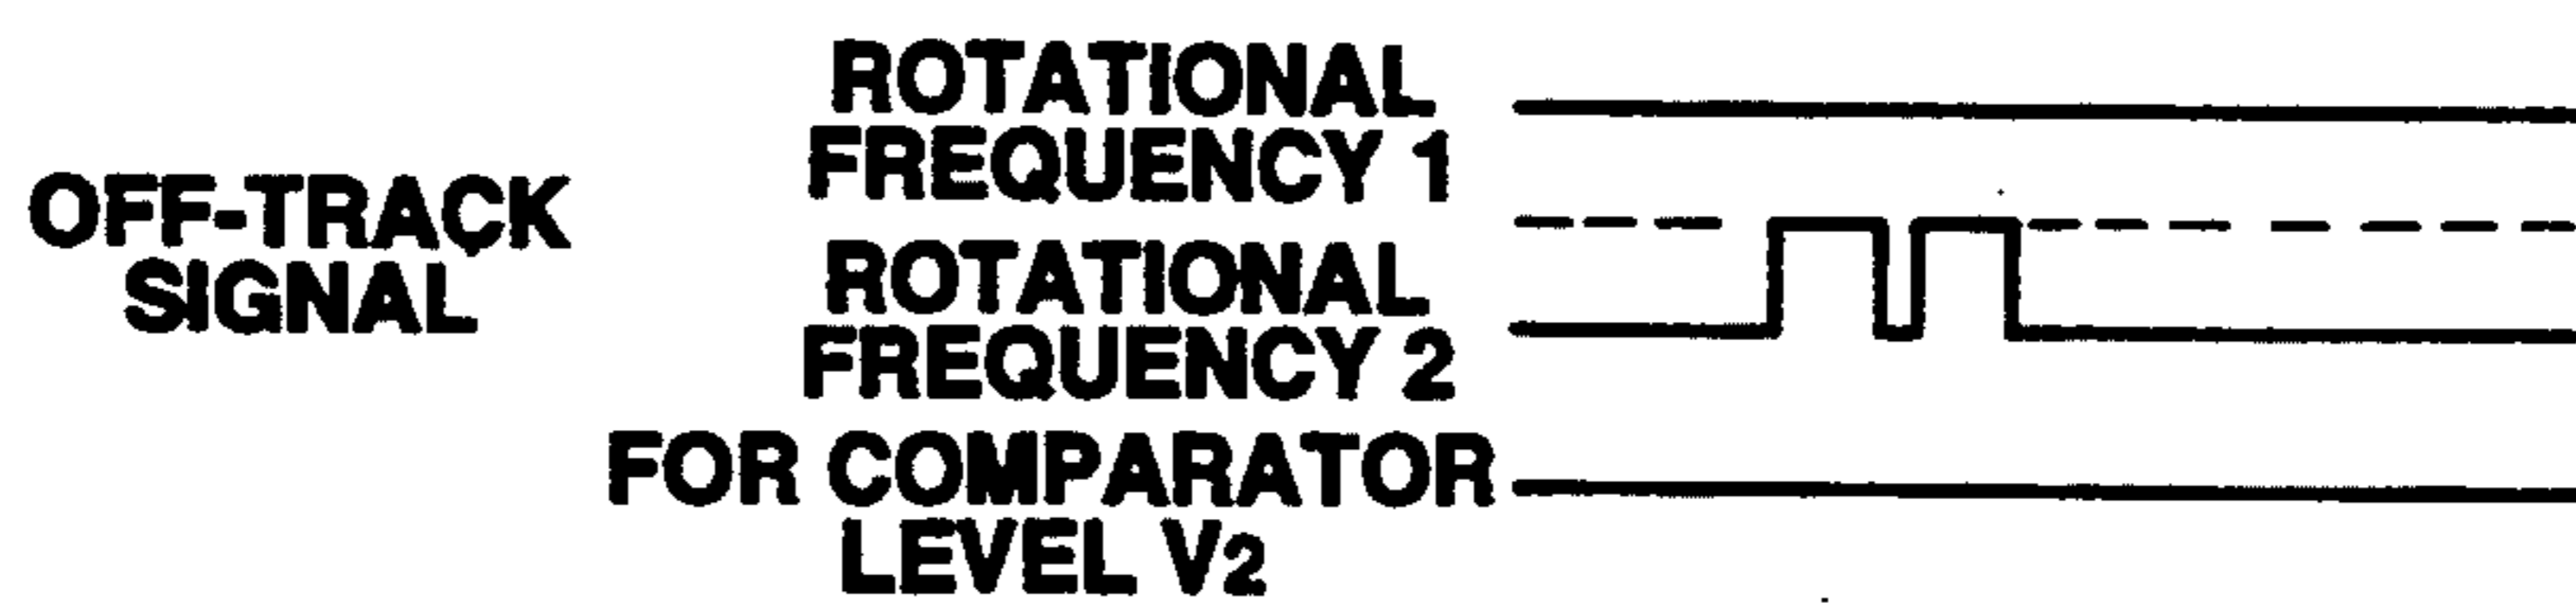 OFF-TRACK
SIGNAL
ROTATIONAL
FREQUENCY 1
ROTATIONAL
FREQUENCY 2
FOR COMPARATOR
LEVEL V2